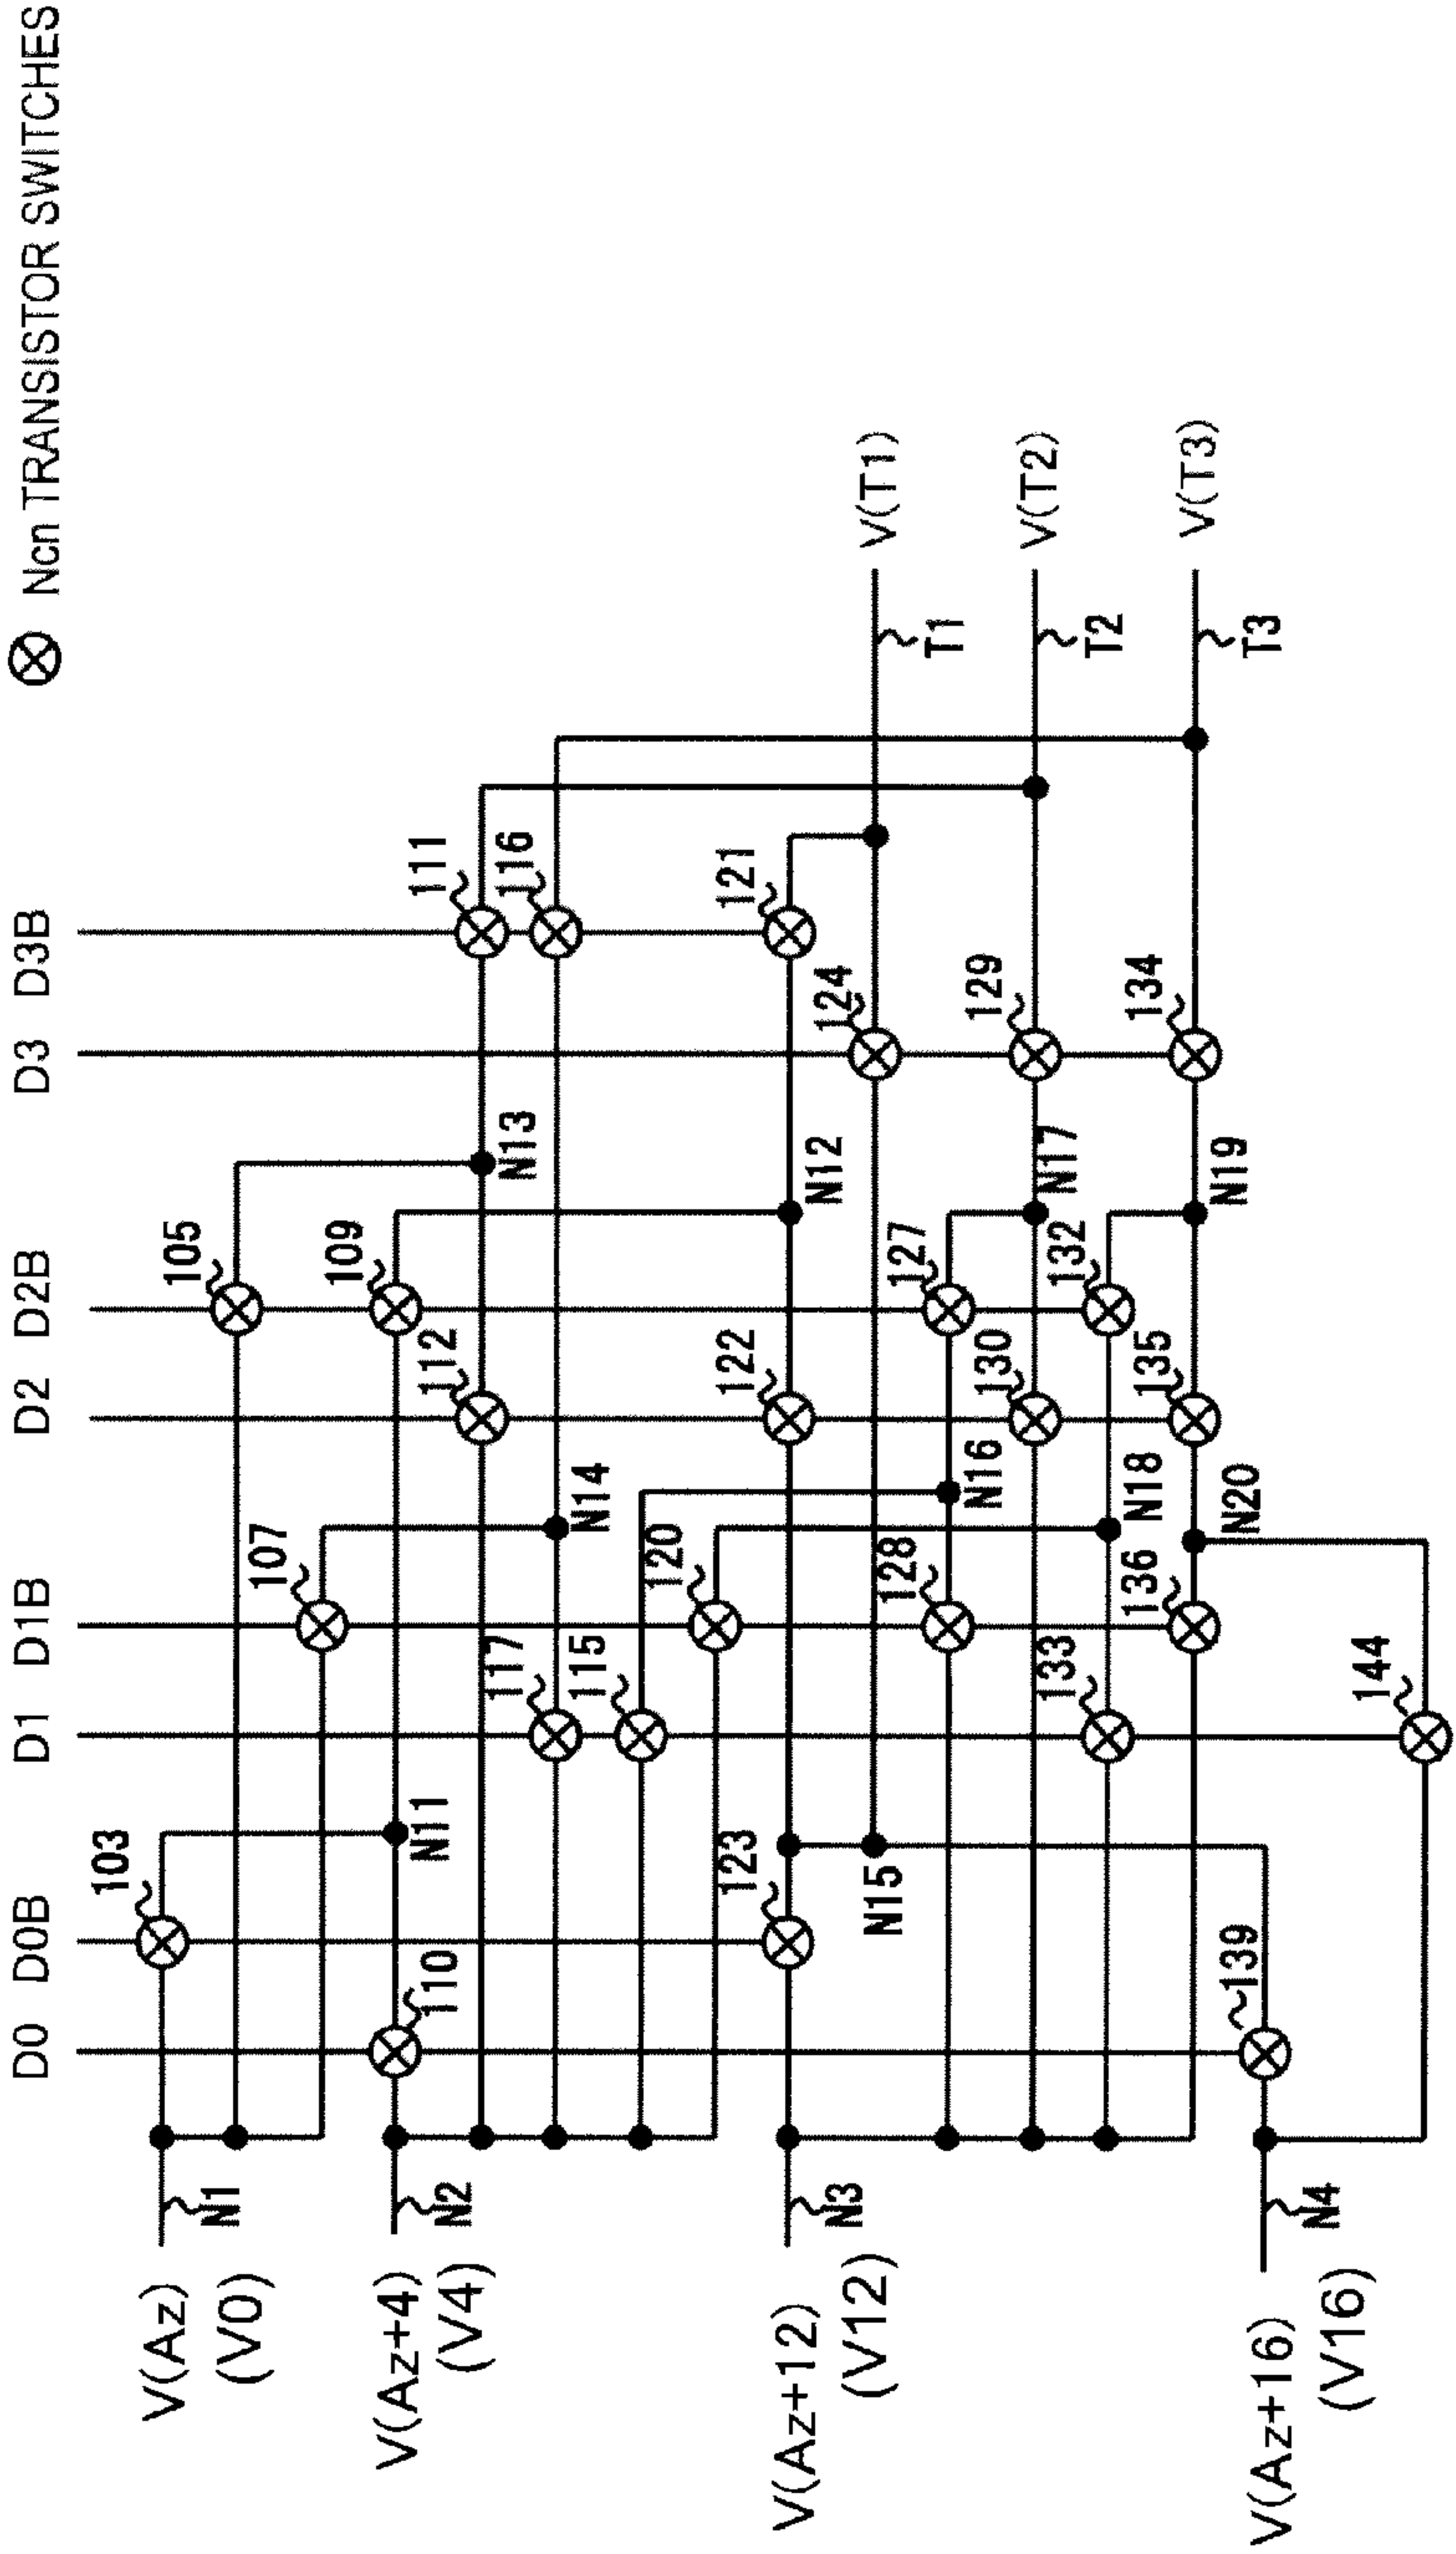 Ncn TRANSISTOR SWITCHES
D0 D0B D1 D1B D2 D2B D3 D3B
V(Az)
(V0)
N1
103
105
107
V(Az+4)
(V4)
N2
110
N11
109
112
N13
111
117
N14
116
115
120
V(Az+12)
(V12)
N3
123
122
N12
121
N15
124
T1
V(T1)
128
N16
127
130
N17
129
T2
V(T2)
133
N18
132
136
N20
135
N19
134
T3
V(T3)
V(Az+16)
(V16)
N4
139
144